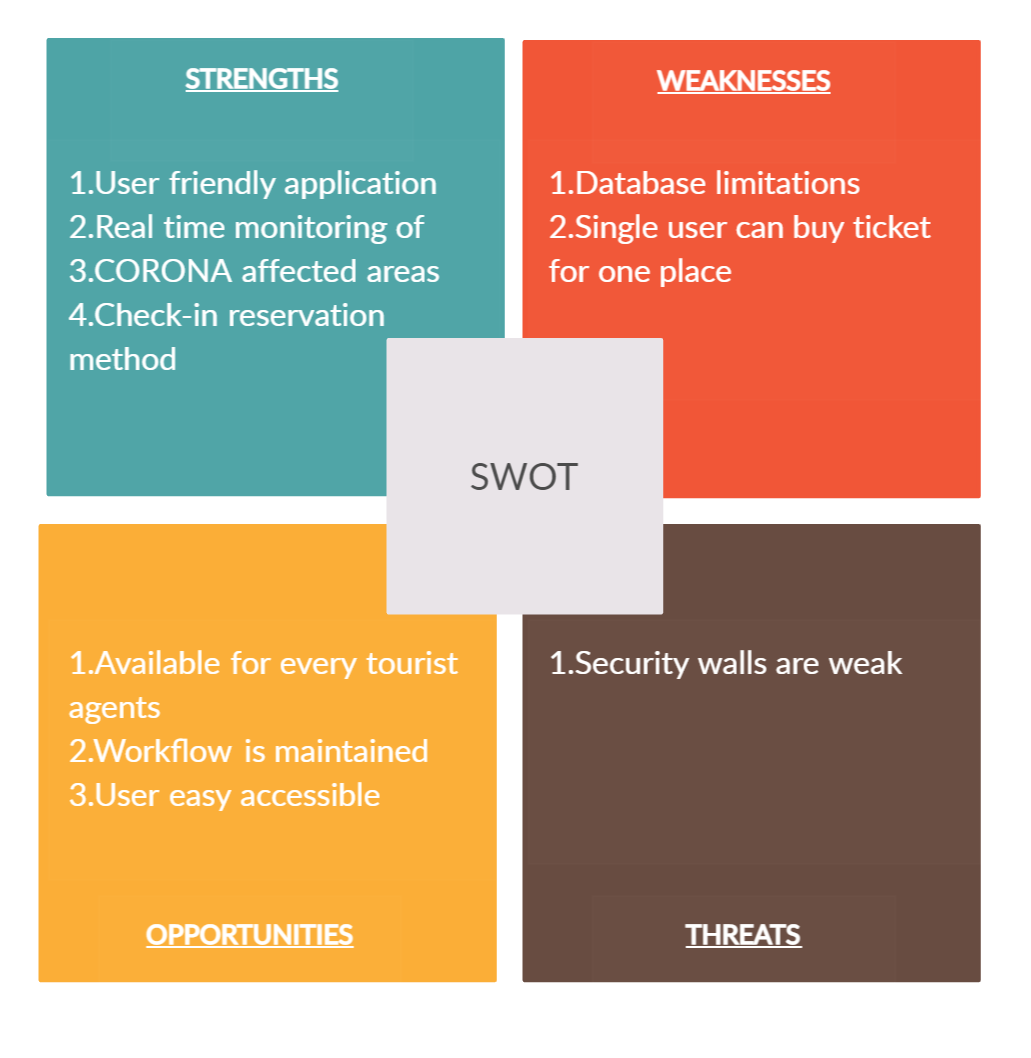 STRENGTHS
1.User friendly application
2.Real time monitoring of
3.CORONA affected areas
4.Check-in reservation
method
WEAKNESSES
1.Database limitations
2.Single user can buy ticket
for one place
SWOT
1.Available for every tourist
agents
2.Workflow is maintained
3.User easy accessible
OPPORTUNITIES
1.Security walls are weak
THREATS